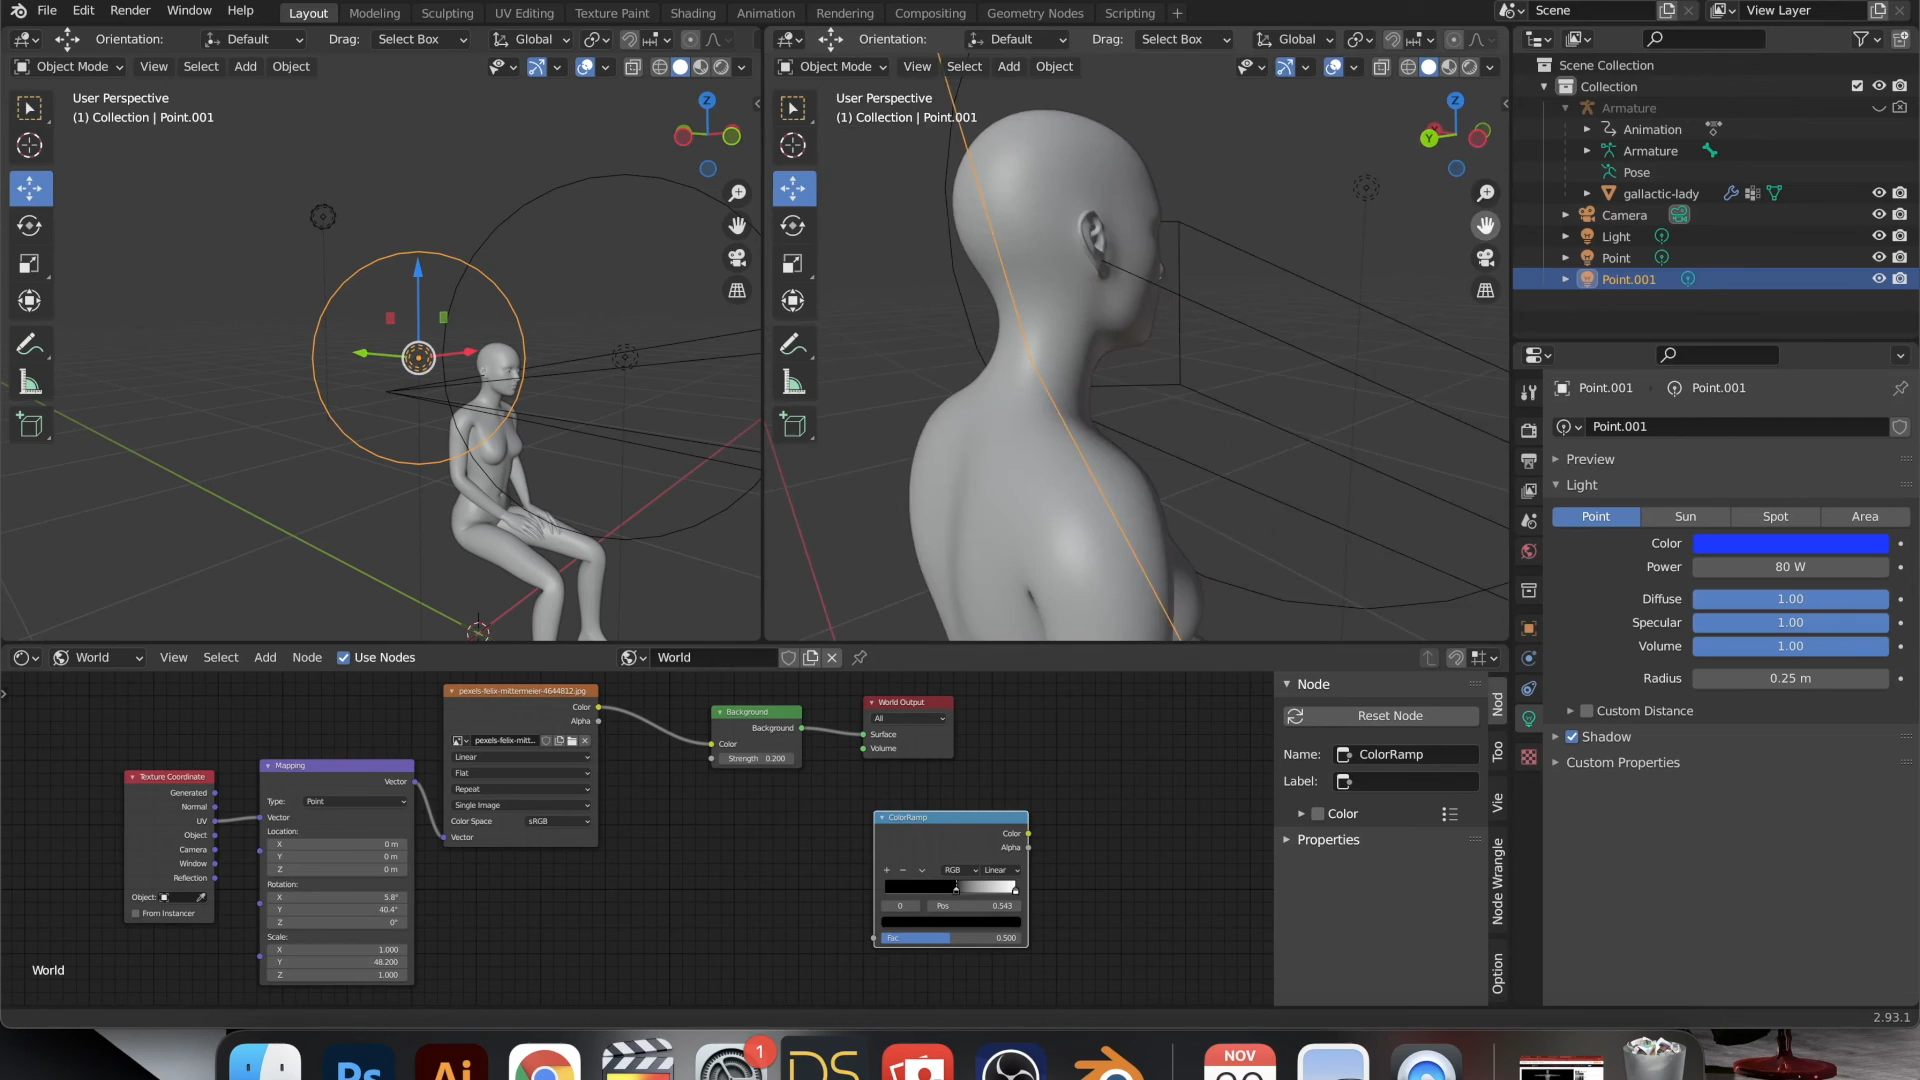 File Edit Render Window Help Layout Modeling Sculpting UV Editing Texture Paint Shading Animation Rendering Compositing Geometry Nodes Scripting + Scene View Layer
Orientation: Default Drag: Select Box Global
Orientation: Default Drag: Select Box Global
Object Mode View Select Add Object
Object Mode View Select Add Object
User Perspective
(1) Collection | Point.001
Z
User Perspective
(1) Collection | Point.001
Z
Y
Scene Collection
Collection
Armature
Animation
Armature
Pose
gallactic-lady
Camera
Light
Point
Point.001
Point.001 Point.001
Point.001
Preview
Light
Point Sun Spot Area
Color
Power 80 W
Diffuse 1.00
Specular 1.00
Volume 1.00
Radius 0.25 m
Custom Distance
Shadow
Custom Properties
World View Select Add Node Use Nodes World
Texture Coordinate
Generated
Normal
UV
Object
Camera
Window
Reflection
Object:
From Instancer
Mapping
Vector
Type: Point
Vector
Location:
X 0 m
Y 0 m
Z 0 m
Rotation:
X 5.8°
Y 40.4°
Z 0°
Scale:
X 1.000
Y 48.200
Z 1.000
pexels-felix-mittermeier-4644812.jpg
Color
Alpha
pexels-felix-mitt...
Linear
Flat
Repeat
Single Image
Color Space sRGB
Vector
Background
Background
Color
Strength 0.200
World Output
All
Surface
Volume
ColorRamp
Color
Alpha
+ − RGB Linear
0 Pos 0.543
Fac 0.500
Node
Reset Node
Name: ColorRamp
Label:
Color
Properties
Nod
Too
Vie
Node Wrangle
Option
World
2.93.1
Ps
Ai
1
DS
NOV